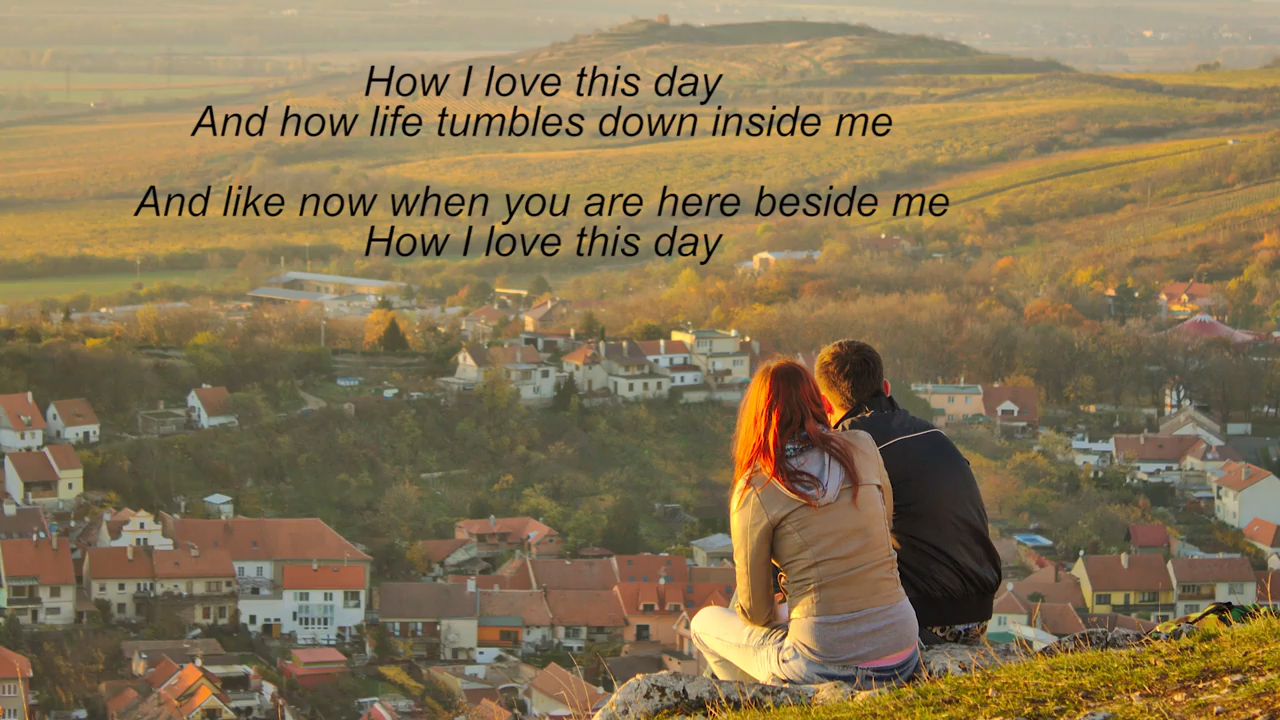 How I love this day
And how life tumbles down inside me
And like now when you are here beside me
How I love this day